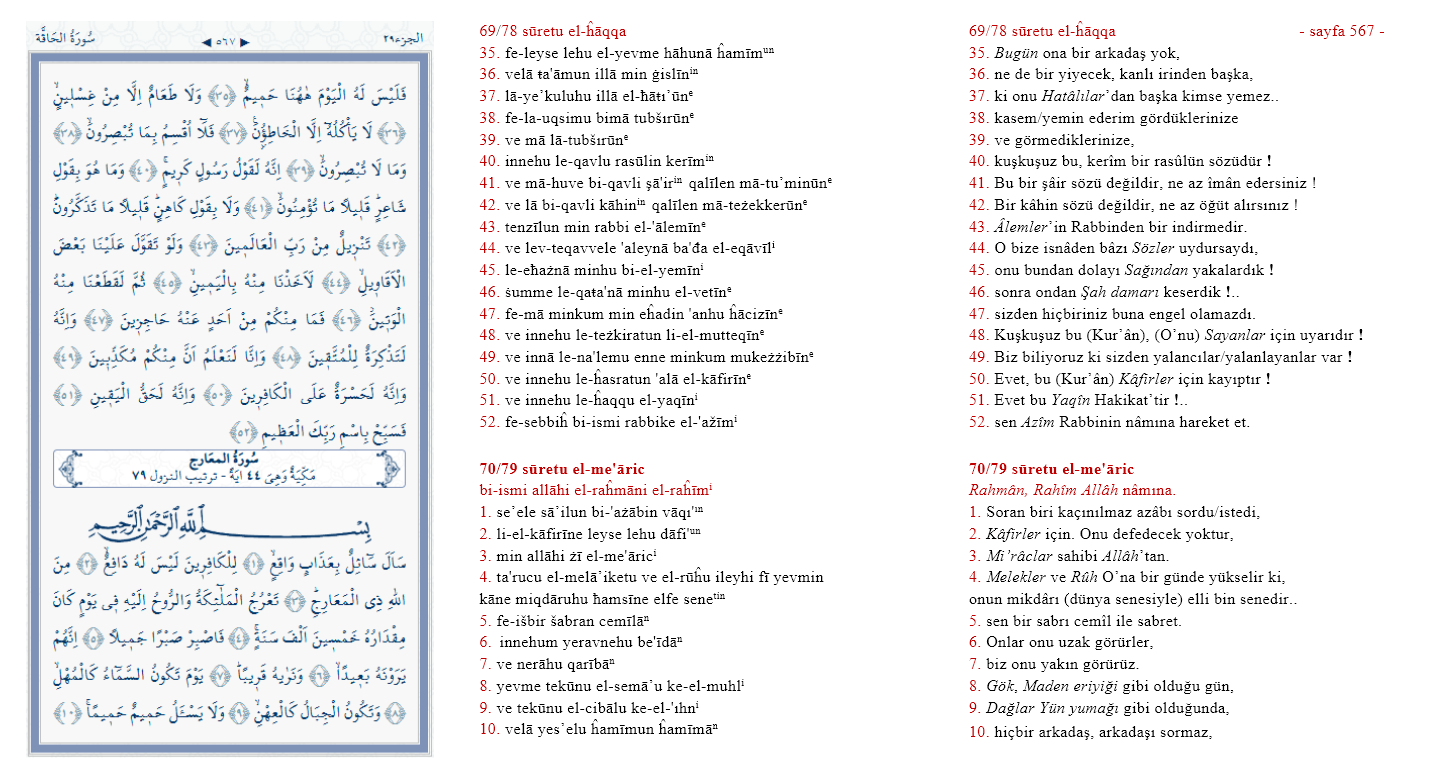 الجزء٢٩ ◀ ٥٦٧ ▶ سُورَةُ الحَاقَّة
فَلَيْسَ لَهُ الْيَوْمَ هٰهُنَا حَم۪يمٌۙ ﴿٣٥﴾ وَلَا طَعَامٌ اِلَّا مِنْ غِسْل۪ينٍۙ
﴿٣٦﴾ لَا يَأْكُلُهُٓ اِلَّا الْخَاطِؤُ۫نَ۟ ﴿٣٧﴾ فَلَٓا اُقْسِمُ بِمَا تُبْصِرُونَۙ ﴿٣٨﴾
وَمَا لَا تُبْصِرُونَۙ ﴿٣٩﴾ اِنَّهُ لَقَوْلُ رَسُولٍ كَر۪يمٍۚ ﴿٤٠﴾ وَمَا هُوَ بِقَوْلِ
شَاعِرٍۜ قَل۪يلًا مَا تُؤْمِنُونَۙ ﴿٤١﴾ وَلَا بِقَوْلِ كَاهِنٍۜ قَل۪يلًا مَا تَذَكَّرُونَۜ
﴿٤٢﴾ تَنْز۪يلٌ مِنْ رَبِّ الْعَالَم۪ينَ ﴿٤٣﴾ وَلَوْ تَقَوَّلَ عَلَيْنَا بَعْضَ
الْاَقَاو۪يلِۙ ﴿٤٤﴾ لَاَخَذْنَا مِنْهُ بِالْيَم۪ينِۙ ﴿٤٥﴾ ثُمَّ لَقَطَعْنَا مِنْهُ
الْوَت۪ينَۘ ﴿٤٦﴾ فَمَا مِنْكُمْ مِنْ اَحَدٍ عَنْهُ حَاجِز۪ينَ ﴿٤٧﴾ وَاِنَّهُ
لَتَذْكِرَةٌ لِلْمُتَّق۪ينَ ﴿٤٨﴾ وَاِنَّا لَنَعْلَمُ اَنَّ مِنْكُمْ مُكَذِّب۪ينَ ﴿٤٩﴾
وَاِنَّهُ لَحَسْرَةٌ عَلَى الْكَافِر۪ينَ ﴿٥٠﴾ وَاِنَّهُ لَحَقُّ الْيَق۪ينِ ﴿٥١﴾
فَسَبِّحْ بِاسْمِ رَبِّكَ الْعَظ۪يمِ ﴿٥٢﴾
سُورَةُ المعَارِج
مَكِّيَّةٌ وَهِيَ ٤٤ ايَةً - ترتيب النزول ٧٩
بِسْمِ اللّٰهِ الرَّحْمٰنِ الرَّح۪يمِ
سَاَلَ سَٓائِلٌ بِعَذَابٍ وَاقِعٍۙ ﴿١﴾ لِلْكَافِر۪ينَ لَيْسَ لَهُ دَافِعٌۙ ﴿٢﴾ مِنَ
اللّٰهِ ذِي الْمَعَارِجِۜ ﴿٣﴾ تَعْرُجُ الْمَلٰٓئِكَةُ وَالرُّوحُ اِلَيْهِ ف۪ي يَوْمٍ كَانَ
مِقْدَارُهُ خَمْس۪ينَ اَلْفَ سَنَةٍۚ ﴿٤﴾ فَاصْبِرْ صَبْرًا جَم۪يلًا ﴿٥﴾ اِنَّهُمْ
يَرَوْنَهُ بَع۪يدًاۙ ﴿٦﴾ وَنَرٰيهُ قَر۪يبًاۜ ﴿٧﴾ يَوْمَ تَكُونُ السَّمَٓاءُ كَالْمُهْلِۙ
﴿٨﴾ وَتَكُونُ الْجِبَالُ كَالْعِهْنِۙ ﴿٩﴾ وَلَا يَسْـَٔلُ حَم۪يمٌ حَم۪يمًاۚ ﴿١٠﴾
69/78 sūretu el-ĥāqqa
35. fe-leyse lehu el-yevme hāhunā ĥamīmᵘⁿ
36. velā ŧa'āmun illā min ġislīnⁱⁿ
37. lā-ye’kuluhu illā el-ħāŧı’ūnᵉ
38. fe-la-uqsimu bimā tubšırūnᵉ
39. ve mā lā-tubšırūnᵉ
40. innehu le-qavlu rasūlin kerīmⁱⁿ
41. ve mā-huve bi-qavli şā'irⁱⁿ qalīlen mā-tu’minūnᵉ
42. ve lā bi-qavli kāhinⁱⁿ qalīlen mā-teżekkerūnᵉ
43. tenzīlun min rabbi el-'ālemīnᵉ
44. ve lev-teqavvele 'aleynā ba'đa el-eqāvīlⁱ
45. le-eħażnā minhu bi-el-yemīnⁱ
46. ŝumme le-qaŧa'nā minhu el-vetīnᵉ
47. fe-mā minkum min eĥadin 'anhu ĥācizīnᵉ
48. ve innehu le-teżkiratun li-el-mutteqīnᵉ
49. ve innā le-na'lemu enne minkum mukeżżibīnᵉ
50. ve innehu le-ĥasratun 'alā el-kāfirīnᵉ
51. ve innehu le-ĥaqqu el-yaqīnⁱ
52. fe-sebbiĥ bi-ismi rabbike el-'ažīmⁱ
70/79 sūretu el-me'āric
bi-ismi allāhi el-raĥmāni el-raĥīmⁱ
1. se’ele sā’ilun bi-'ażābin vāqı'ᶦⁿ
2. li-el-kāfirīne leyse lehu dāfi'ᵘⁿ
3. min allāhi żī el-me'āricⁱ
4. ta'rucu el-melā’iketu ve el-rūĥu ileyhi fī yevmin
kāne miqdāruhu ħamsīne elfe seneᵗⁱⁿ
5. fe-išbir šabran cemīlāⁿ
6. innehum yeravnehu be'īdāⁿ
7. ve nerāhu qarībāⁿ
8. yevme tekūnu el-semā’u ke-el-muhlⁱ
9. ve tekūnu el-cibālu ke-el-'ıhnⁱ
10. velā yes’elu ĥamīmun ĥamīmāⁿ
69/78 sūretu el-ĥāqqa - sayfa 567 -
35. Bugün ona bir arkadaş yok,
36. ne de bir yiyecek, kanlı irinden başka,
37. ki onu Hatâlılar’dan başka kimse yemez..
38. kasem/yemin ederim gördüklerinize
39. ve görmediklerinize,
40. kuşkuşuz bu, kerîm bir rasûlün sözüdür !
41. Bu bir şâir sözü değildir, ne az îmân edersiniz !
42. Bir kâhin sözü değildir, ne az öğüt alırsınız !
43. Âlemler’in Rabbinden bir indirmedir.
44. O bize isnâden bâzı Sözler uydursaydı,
45. onu bundan dolayı Sağından yakalardık !
46. sonra ondan Şah damarı keserdik !..
47. sizden hiçbiriniz buna engel olamazdı.
48. Kuşkuşuz bu (Kur’ân), (O’nu) Sayanlar için uyarıdır !
49. Biz biliyoruz ki sizden yalancılar/yalanlayanlar var !
50. Evet, bu (Kur’ân) Kâfirler için kayıptır !
51. Evet bu Yaqîn Hakikat’tir !..
52. sen Azîm Rabbinin nâmına hareket et.
70/79 sūretu el-me'āric
Rahmân, Rahîm Allâh nâmına.
1. Soran biri kaçınılmaz azâbı sordu/istedi,
2. Kâfirler için. Onu defedecek yoktur,
3. Mi’râclar sahibi Allâh’tan.
4. Melekler ve Rûh O’na bir günde yükselir ki,
onun mikdârı (dünya senesiyle) elli bin senedir..
5. sen bir sabrı cemîl ile sabret.
6. Onlar onu uzak görürler,
7. biz onu yakın görürüz.
8. Gök, Maden eriyiği gibi olduğu gün,
9. Dağlar Yün yumağı gibi olduğunda,
10. hiçbir arkadaş, arkadaşı sormaz,